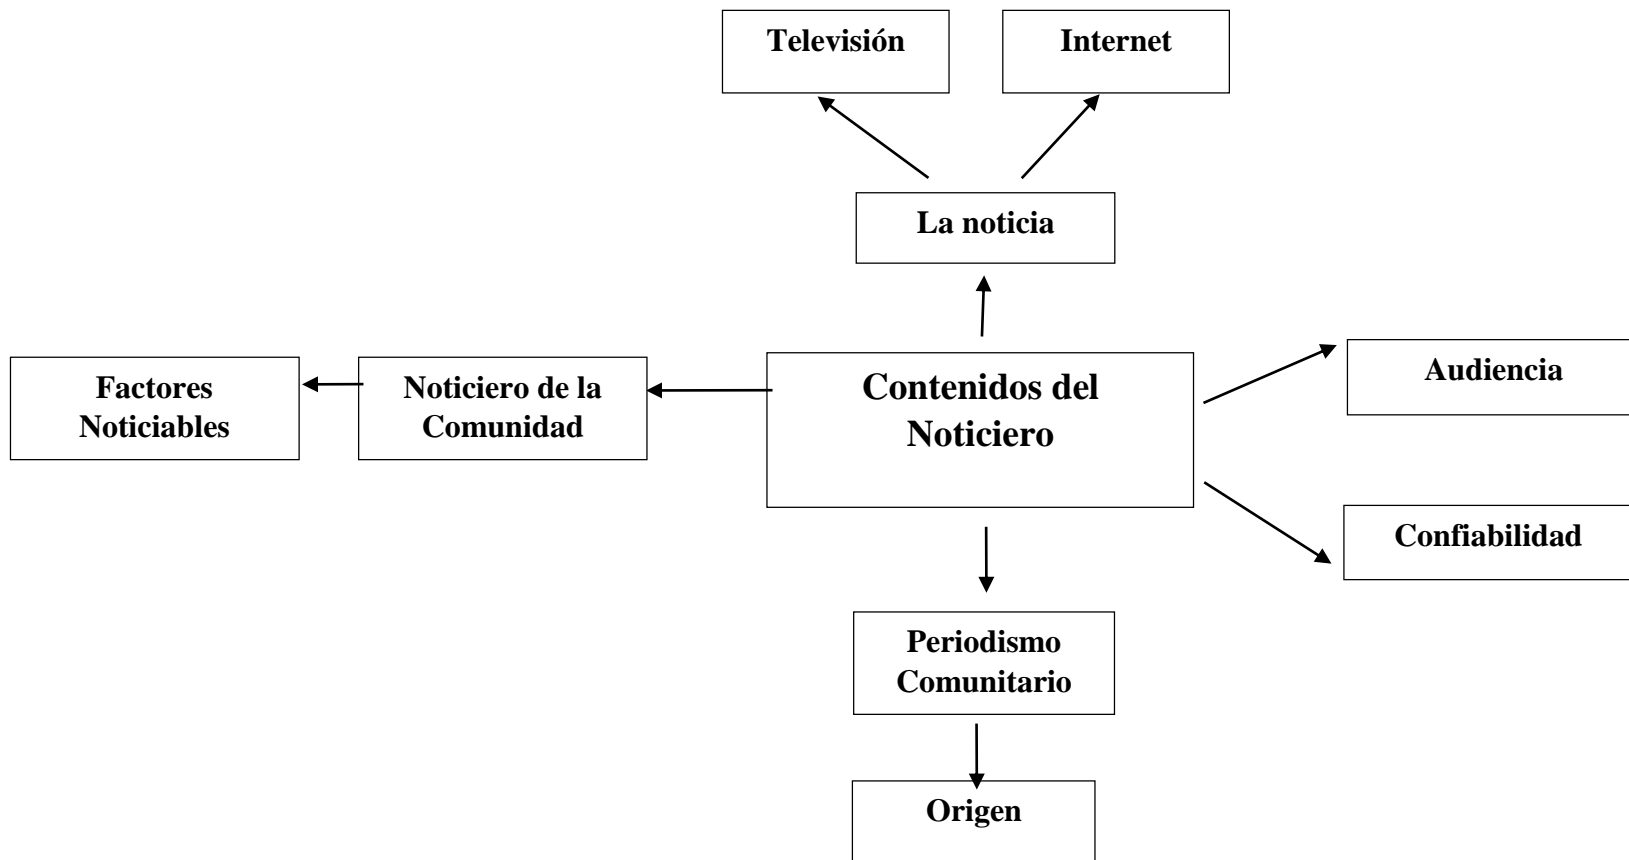 Televisión
Internet
La noticia
Factores
Noticiables
Noticiero de la
Comunidad
Contenidos del
Noticiero
Audiencia
Confiabilidad
Periodismo
Comunitario
Origen